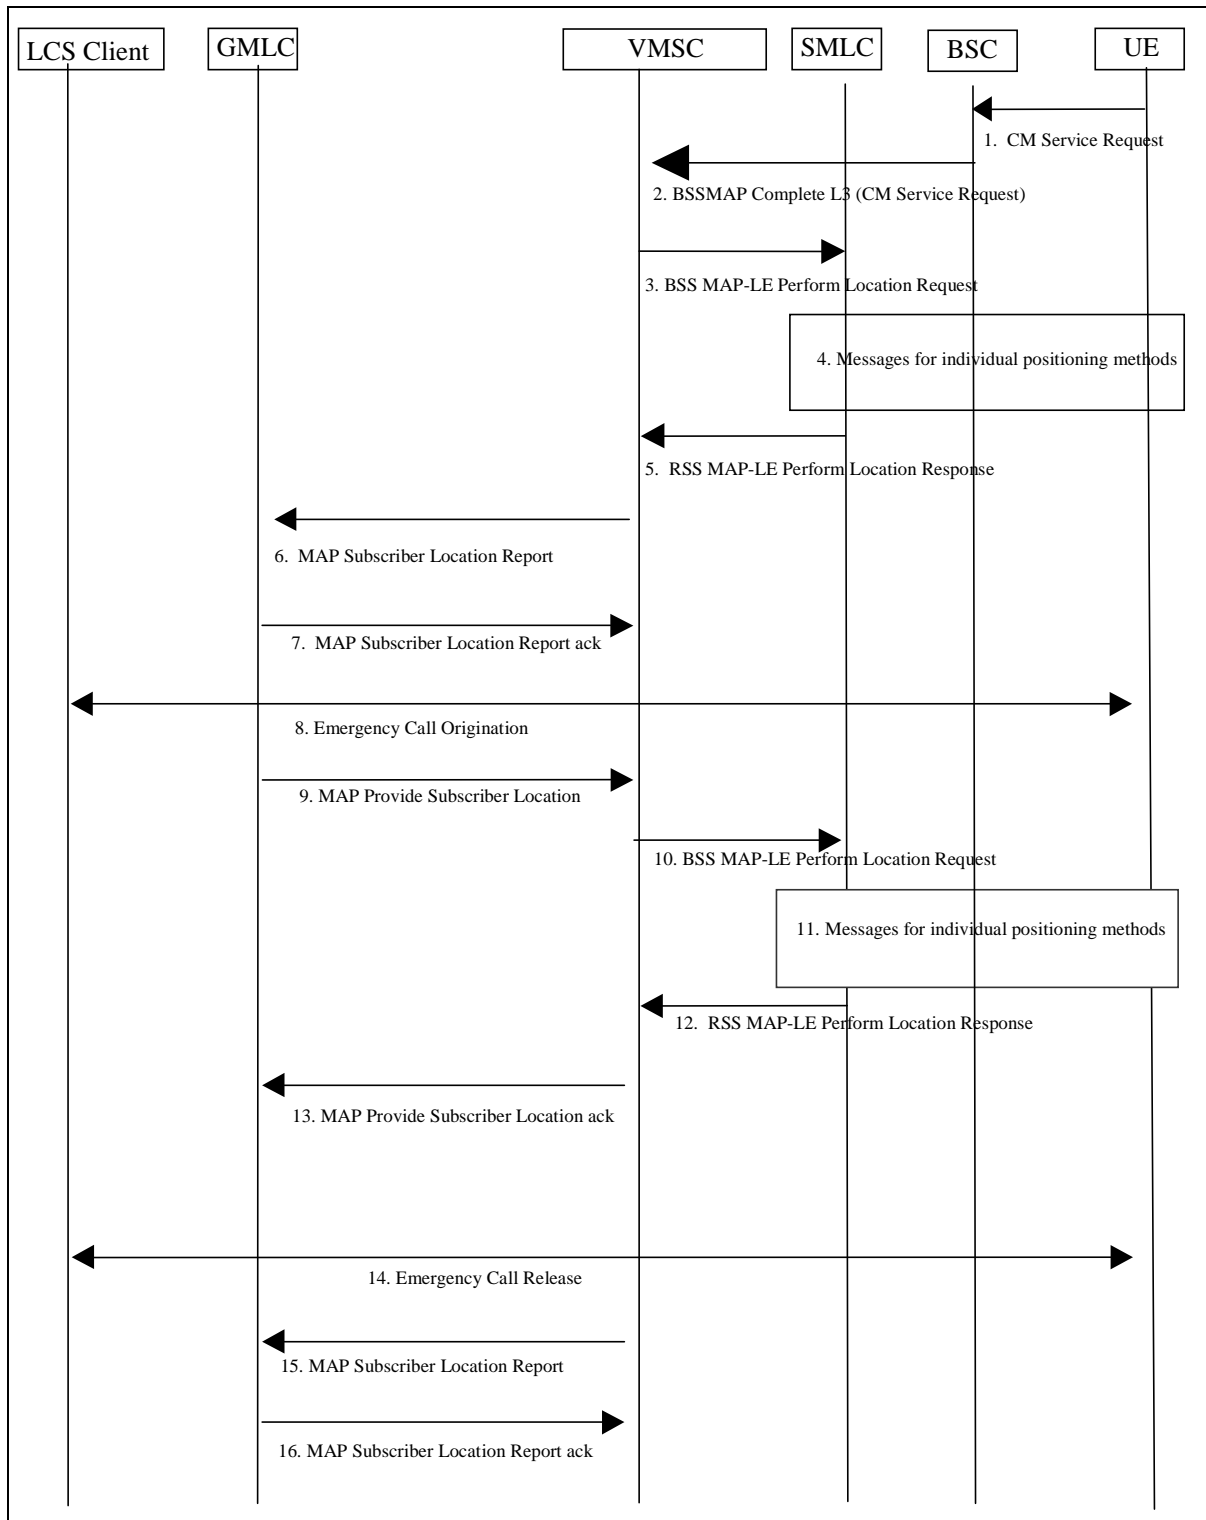 LCS Client
GMLC
VMSC
SMLC
BSC
UE
1.  CM Service Request
2. BSSMAP Complete L3 (CM Service Request)
3. BSS MAP-LE Perform Location Request
4. Messages for individual positioning methods
5.  RSS MAP-LE Perform Location Response
6.  MAP Subscriber Location Report
7.  MAP Subscriber Location Report ack
8. Emergency Call Origination
9. MAP Provide Subscriber Location
10. BSS MAP-LE Perform Location Request
11. Messages for individual positioning methods
12.  RSS MAP-LE Perform Location Response
13. MAP Provide Subscriber Location ack
14. Emergency Call Release
15. MAP Subscriber Location Report
16. MAP Subscriber Location Report ack